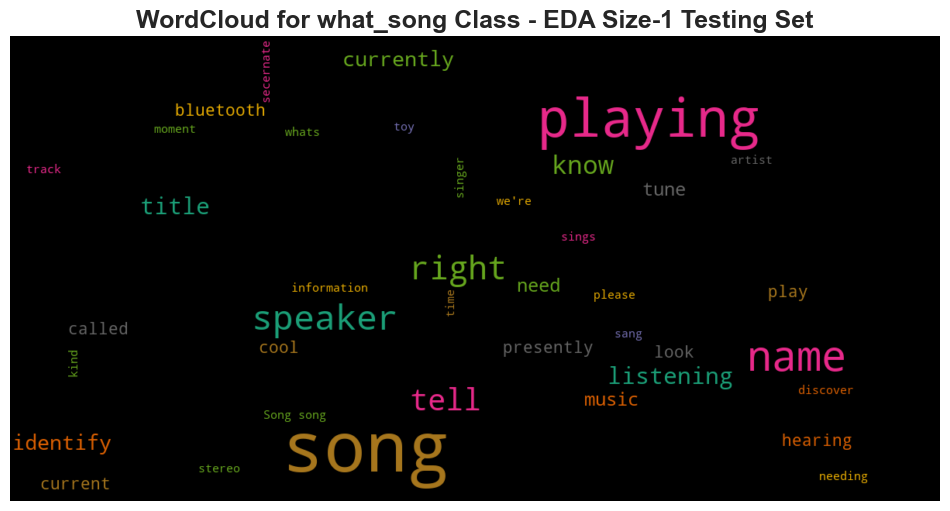 WordCloud for what_song Class - EDA Size-1 Testing Set
currently
secernate
bluetooth
playing
moment
whats
toy
know
artist
track
singer
tune
title
we're
sings
right
information
need
please
play
time
speaker
called
sang
cool
presently
look
name
kind
listening
discover
tell
music
Song song
song
identify
hearing
stereo
needing
current